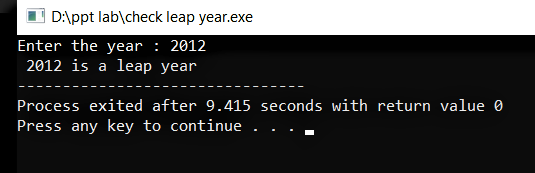 D:\ppt lab\check leap year.exe
Enter the year : 2012
 2012 is a leap year
--------------------------------
Process exited after 9.415 seconds with return value 0
Press any key to continue . . .